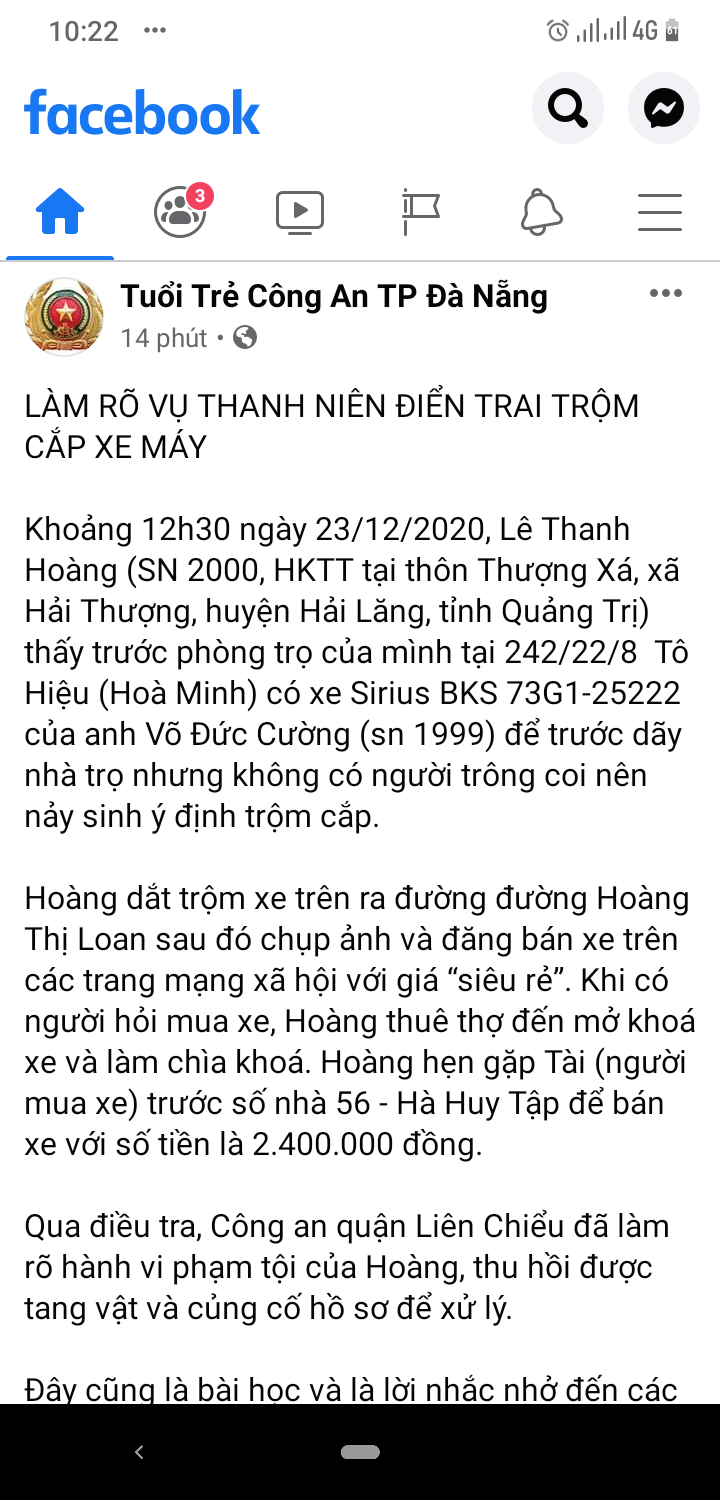 10:22 ... 4G 61
facebook
3
Tuổi Trẻ Công An TP Đà Nẵng
14 phút •
LÀM RÕ VỤ THANH NIÊN ĐIỂN TRAI TRỘM
CẮP XE MÁY
Khoảng 12h30 ngày 23/12/2020, Lê Thanh
Hoàng (SN 2000, HKTT tại thôn Thượng Xá, xã
Hải Thượng, huyện Hải Lăng, tỉnh Quảng Trị)
thấy trước phòng trọ của mình tại 242/22/8 Tô
Hiệu (Hoà Minh) có xe Sirius BKS 73G1-25222
của anh Võ Đức Cường (sn 1999) để trước dãy
nhà trọ nhưng không có người trông coi nên
nảy sinh ý định trộm cắp.
Hoàng dắt trộm xe trên ra đường đường Hoàng
Thị Loan sau đó chụp ảnh và đăng bán xe trên
các trang mạng xã hội với giá “siêu rẻ”. Khi có
người hỏi mua xe, Hoàng thuê thợ đến mở khoá
xe và làm chìa khoá. Hoàng hẹn gặp Tài (người
mua xe) trước số nhà 56 - Hà Huy Tập để bán
xe với số tiền là 2.400.000 đồng.
Qua điều tra, Công an quận Liên Chiểu đã làm
rõ hành vi phạm tội của Hoàng, thu hồi được
tang vật và củng cố hồ sơ để xử lý.
Đây cũng là bài học và là lời nhắc nhở đến các